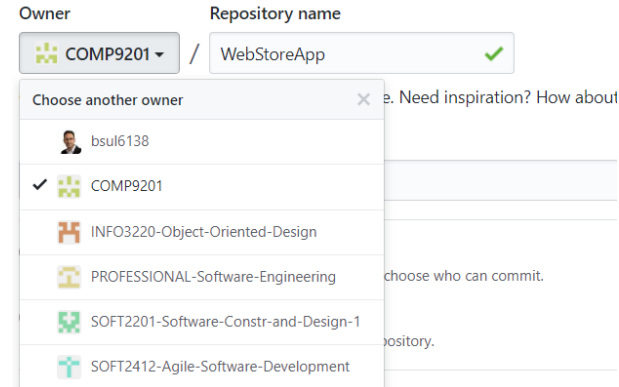 Owner
Repository name
COMP9201
/
WebStoreApp
Choose another owner
e. Need inspiration? How about
bsul6138
COMP9201
INFO3220-Object-Oriented-Design
PROFESSIONAL-Software-Engineering
choose who can commit.
SOFT2201-Software-Constr-and-Design-1
pository.
SOFT2412-Agile-Software-Development